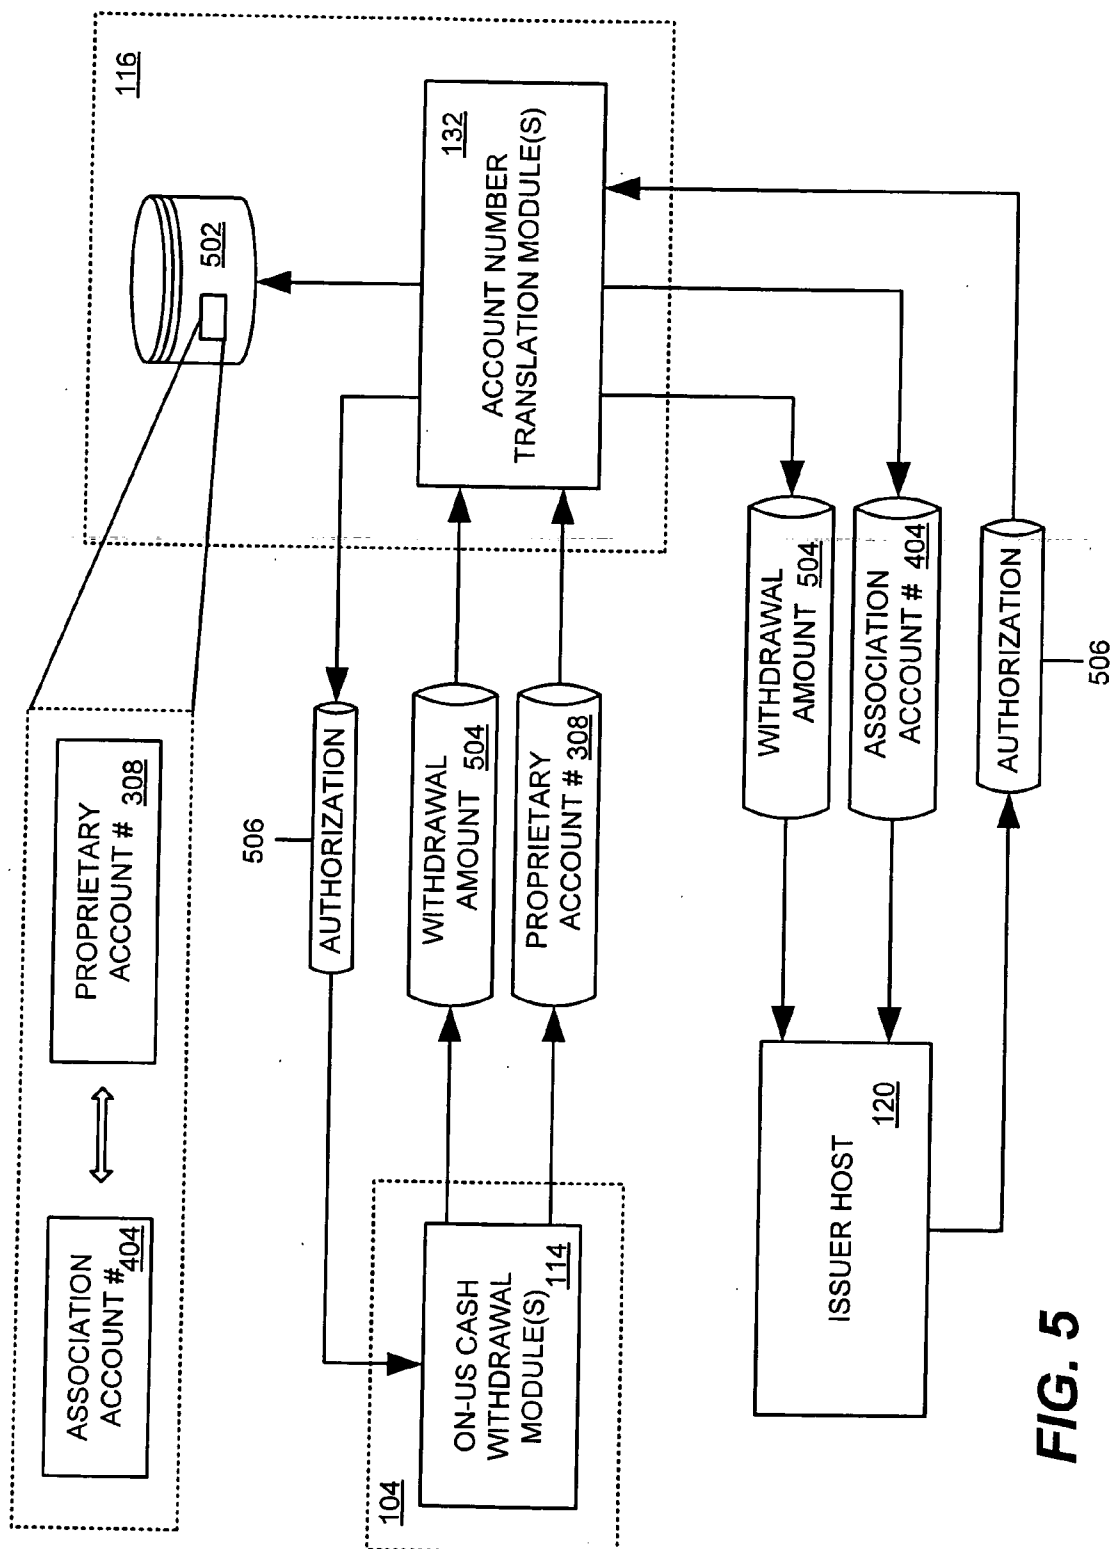 ASSOCIATION
ACCOUNT #
404
PROPRIETARY
ACCOUNT #
308
502
116
506
AUTHORIZATION
104
ON-US CASH
WITHDRAWAL
MODULE(S)
114
WITHDRAWAL
AMOUNT
504
PROPRIETARY
ACCOUNT #
308
132
ACCOUNT NUMBER
TRANSLATION MODULE(S)
ISSUER HOST
120
WITHDRAWAL
AMOUNT
504
ASSOCIATION
ACCOUNT #
404
AUTHORIZATION
506
FIG. 5